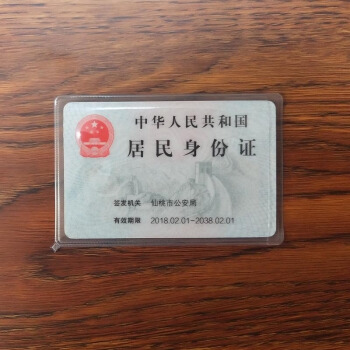 中华人民共和国
居民身份证
签发机关 仙桃市公安局
有效期限 2018.02.01-2038.02.01